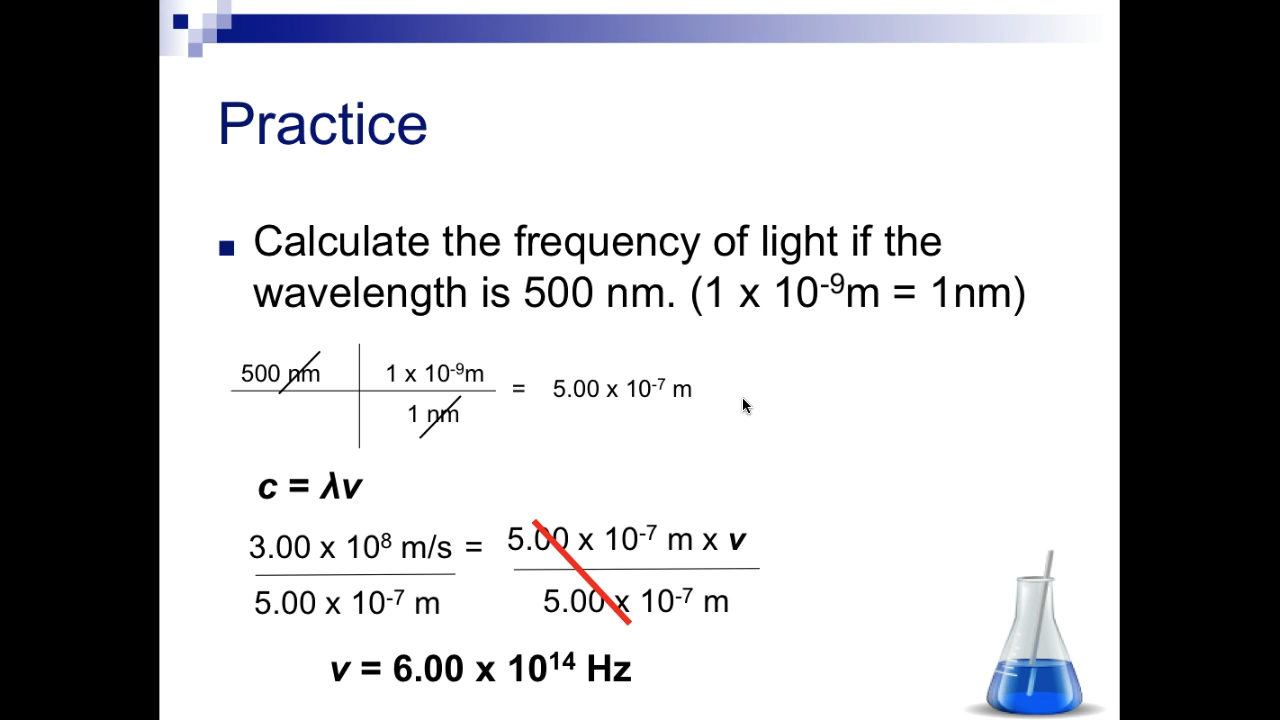 Practice
Calculate the frequency of light if the
wavelength is 500 nm. (1 x 10⁻⁹m = 1nm)
500 nm 1 x 10⁻⁹m
= 5.00 x 10⁻⁷ m
1 nm
c = λv
3.00 x 10⁸ m/s = 5.00 x 10⁻⁷ m x v
5.00 x 10⁻⁷ m 5.00 x 10⁻⁷ m
v = 6.00 x 10¹⁴ Hz